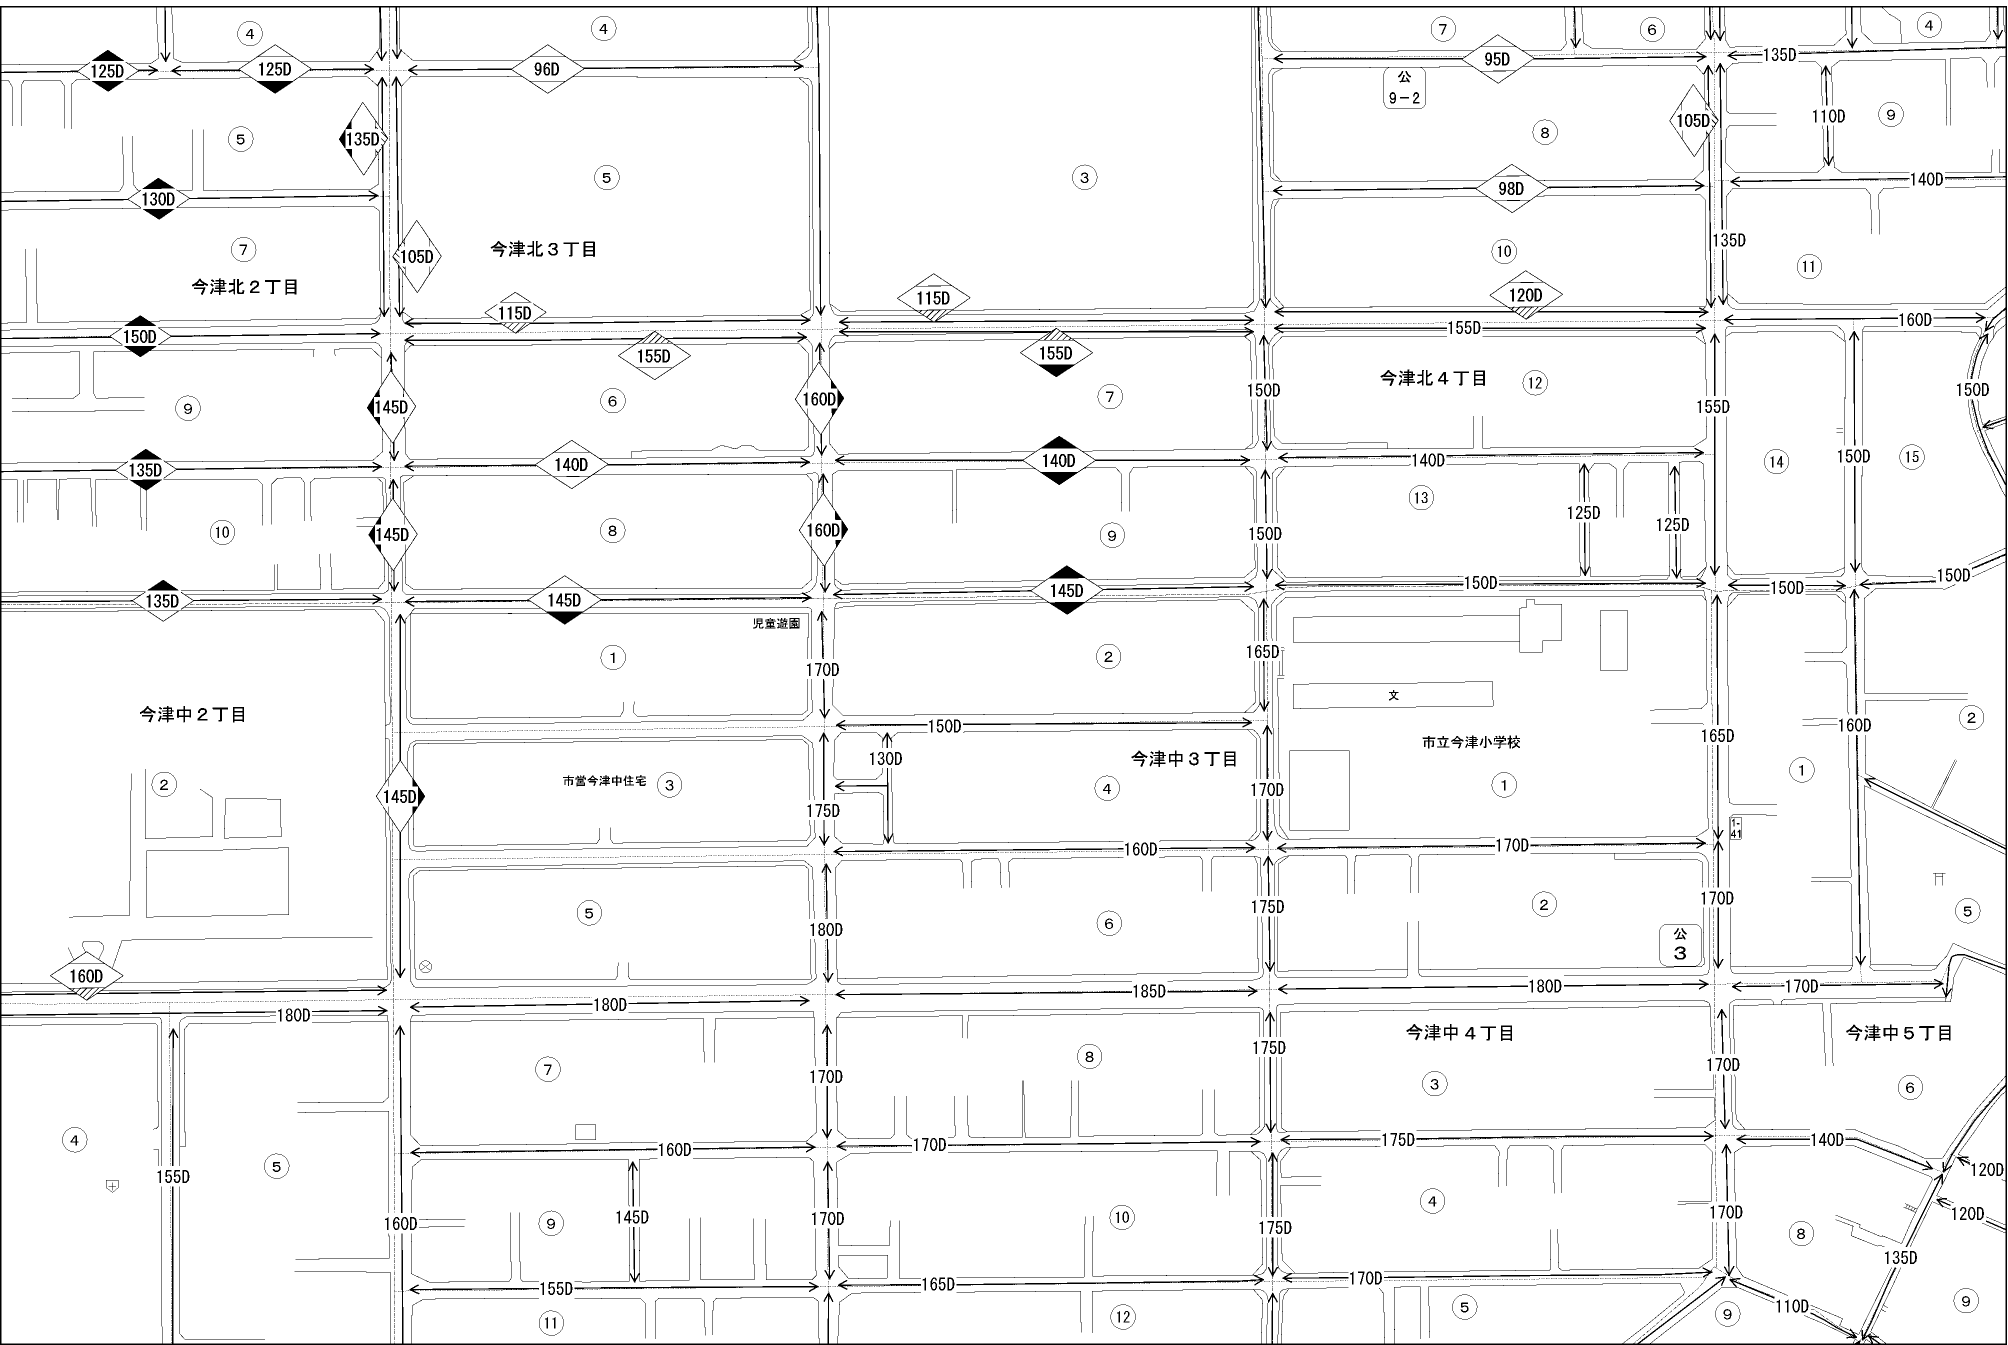 ④
④
⑦
⑥
④
125D
125D
96D
95D
135D
公
9－2
135D
⑤
105D
110D
⑨
⑧
⑤
③
130D
98D
140D
⑦
105D
今津北３丁目
135D
⑩
⑪
今津北２丁目
115D
115D
120D
150D
155D
160D
155D
155D
今津北４丁目
⑫
150D
150D
145D
160D
⑥
⑦
155D
⑨
135D
140D
140D
140D
150D
⑭
⑮
⑬
⑩
145D
⑧
160D
⑨
150D
125D
125D
135D
145D
145D
150D
150D
150D
児童遊園
①
170D
②
165D
文
今津中２丁目
150D
市立今津小学校
165D
160D
②
130D
今津中３丁目
②
市営今津中住宅
③
145D
175D
④
170D
①
①
1-
41
160D
170D
⑤
180D
⑥
175D
②
170D
⑤
公
3
160D
180D
180D
185D
180D
170D
今津中４丁目
今津中５丁目
⑦
170D
⑧
175D
③
170D
⑥
④
⑤
160D
170D
175D
140D
155D
120D
④
160D
⑨
145D
170D
⑩
175D
170D
⑧
120D
135D
155D
165D
170D
110D
⑪
⑫
⑤
⑨
⑨